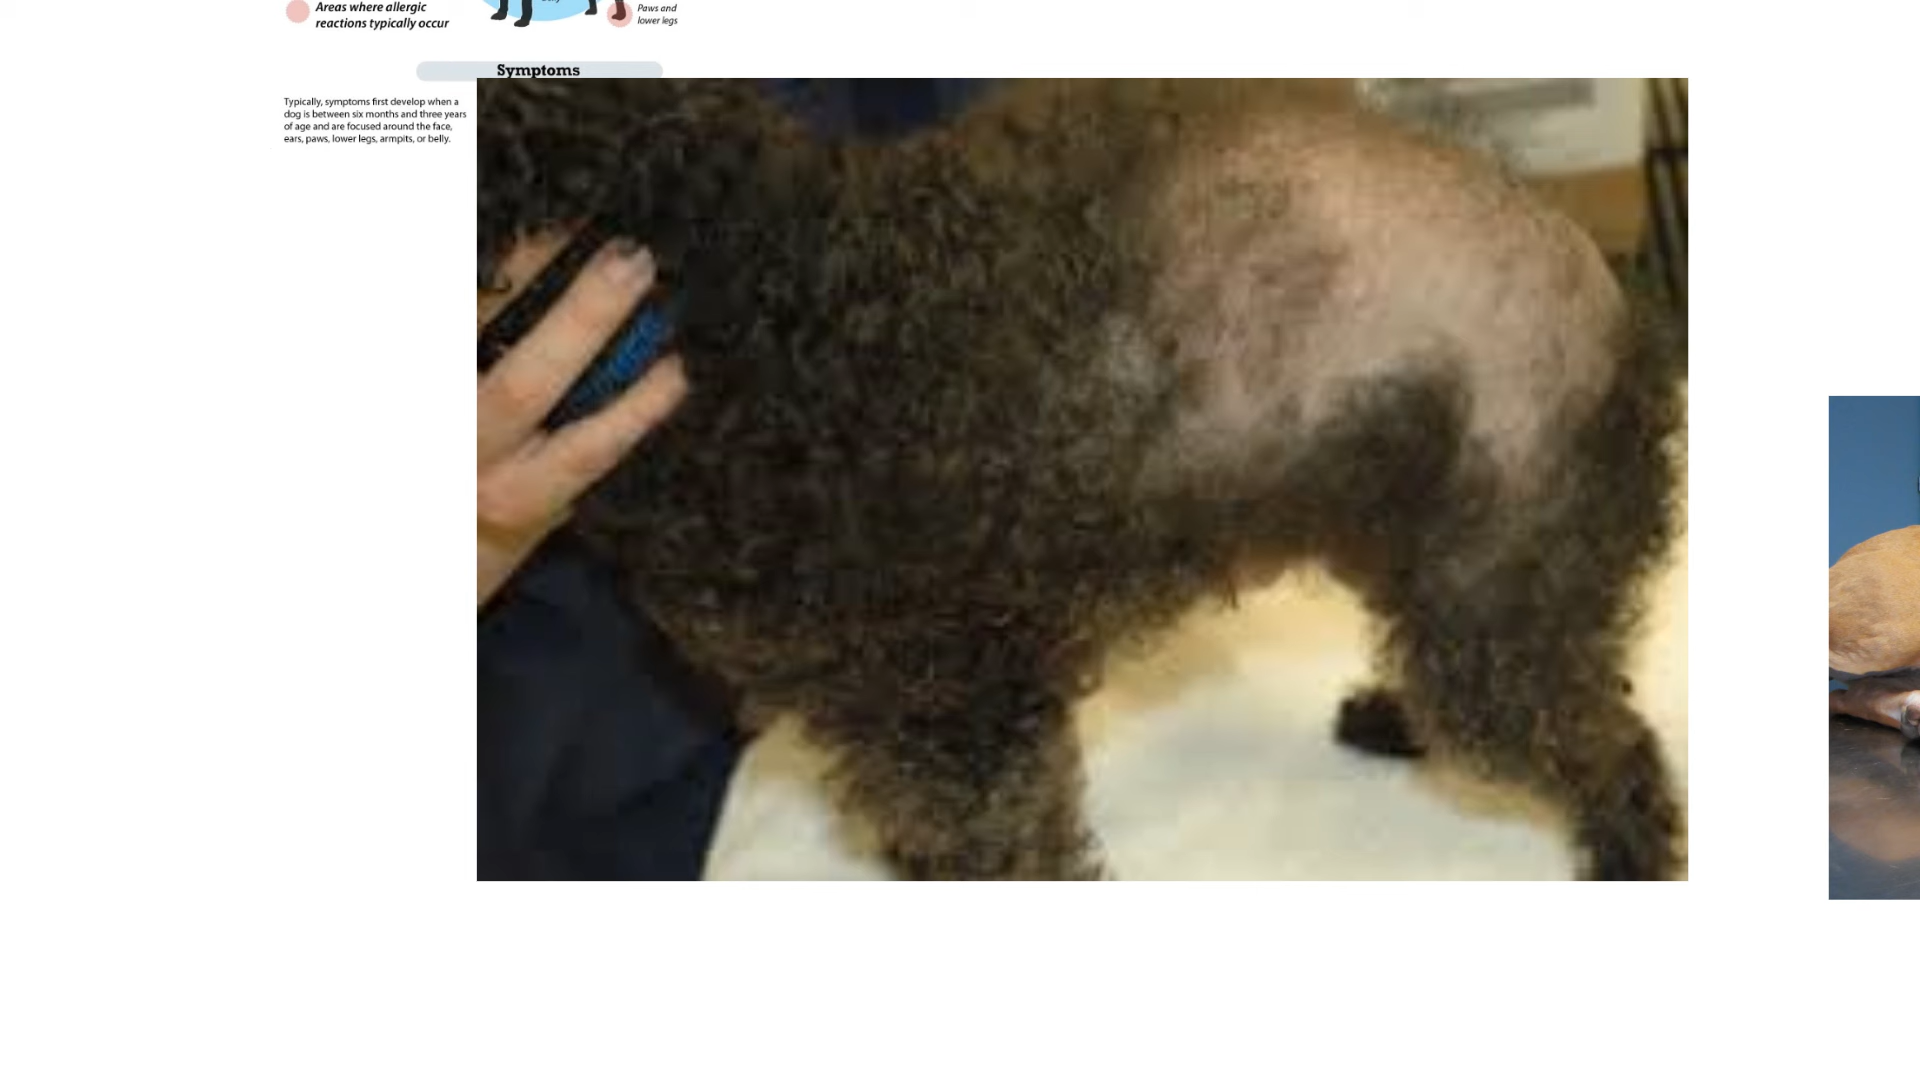 Areas where allergic
reactions typically occur
Paws and
lower legs
Symptoms
Typically, symptoms first develop when a
dog is between six months and three years
of age and are focused around the face,
ears, paws, lower legs, armpits, or belly.